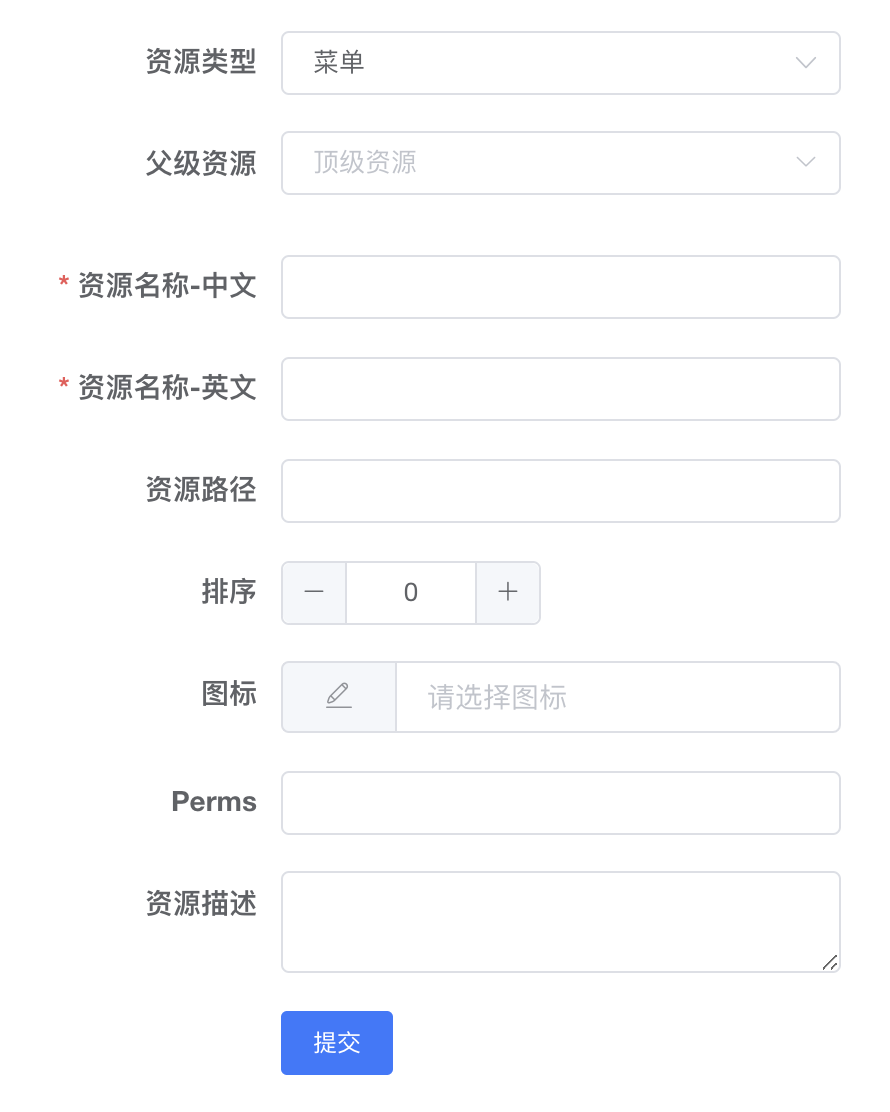 资源类型 菜单
父级资源 顶级资源
* 资源名称-中文
* 资源名称-英文
资源路径
排序 0
图标 请选择图标
Perms
资源描述
提交